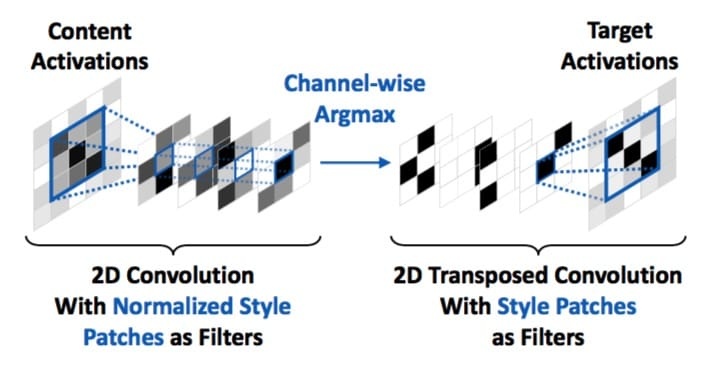 Content
Activations
Channel-wise
Argmax
Target
Activations
2D Convolution
With Normalized Style
Patches as Filters
2D Transposed Convolution
With Style Patches
as Filters